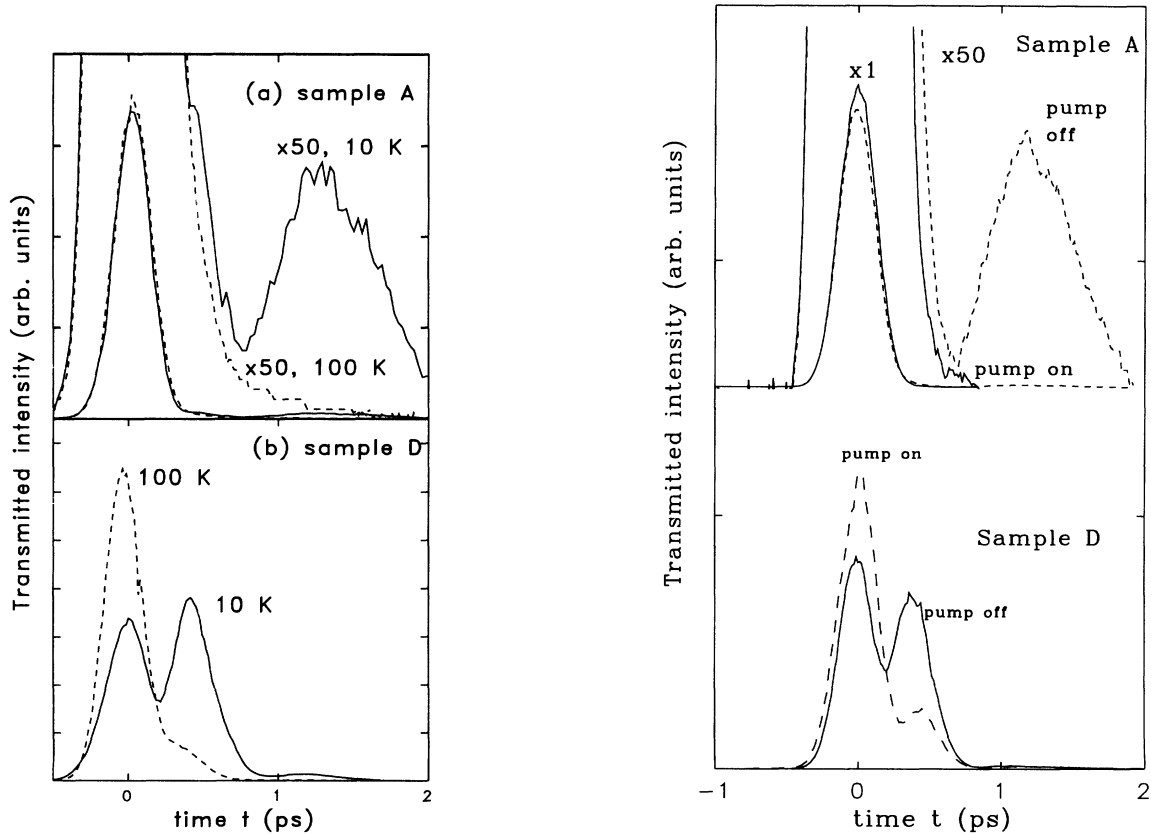 (a) sample A
x50, 10 K
x50, 100 K
(b) sample D
100 K
10 K
Transmitted intensity (arb. units)
0
1
2
time t (ps)
Sample A
x50
x1
pump
off
pump on
pump on
Sample D
pump off
Transmitted intensity (arb. units)
-1
0
1
2
time t (ps)